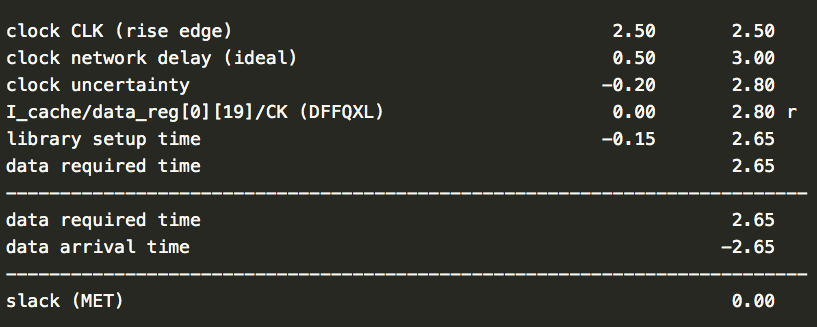 clock CLK (rise edge) 2.50 2.50
clock network delay (ideal) 0.50 3.00
clock uncertainty -0.20 2.80
I_cache/data_reg[0][19]/CK (DFFQXL) 0.00 2.80 r
library setup time -0.15 2.65
data required time 2.65
--------------------------------------------------------------------------
data required time 2.65
data arrival time -2.65
--------------------------------------------------------------------------
slack (MET) 0.00